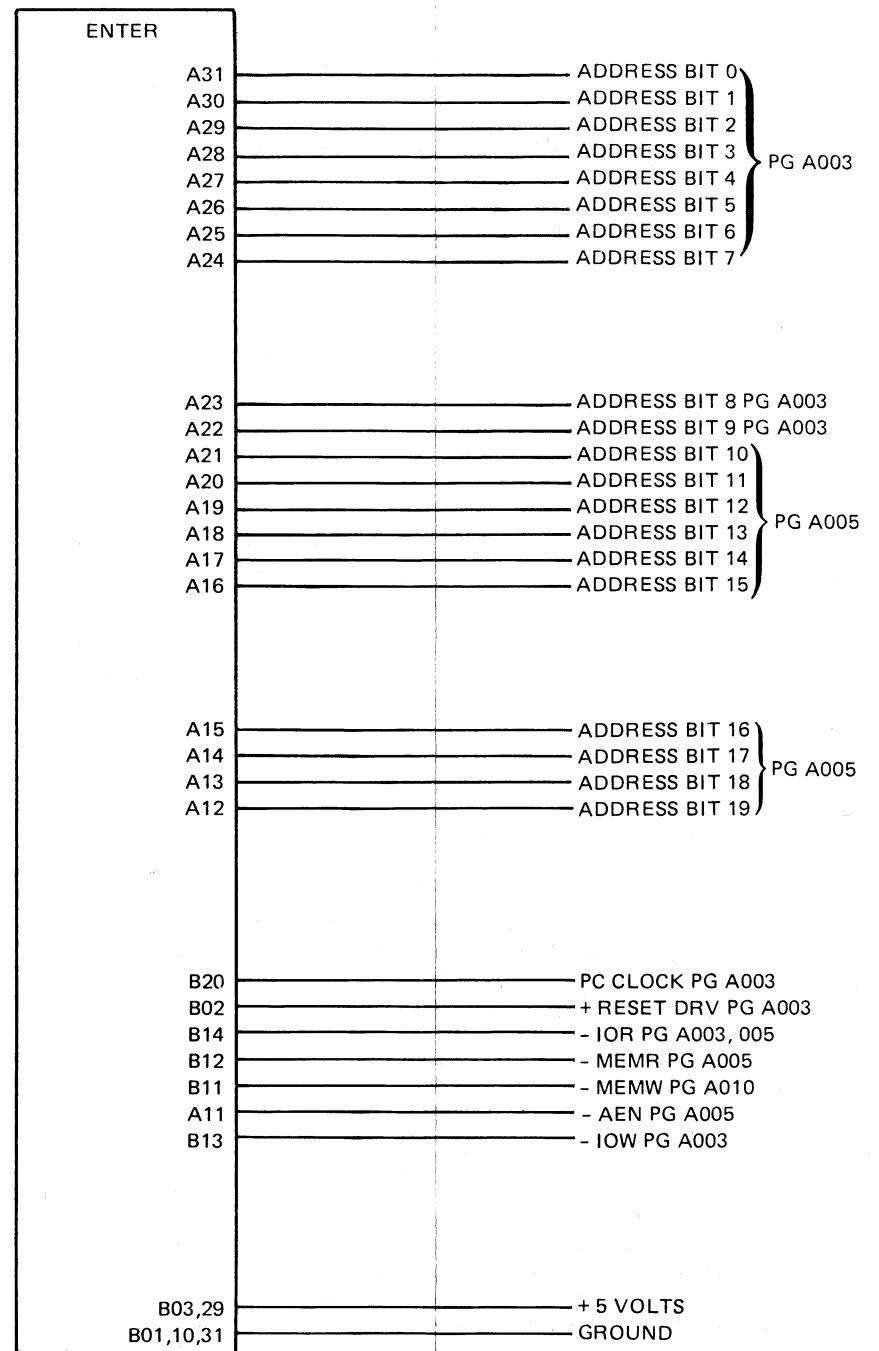 ENTER
A31 ADDRESS BIT 0
A30 ADDRESS BIT 1
A29 ADDRESS BIT 2
A28 ADDRESS BIT 3
PG A003
A27 ADDRESS BIT 4
A26 ADDRESS BIT 5
A25 ADDRESS BIT 6
A24 ADDRESS BIT 7
A23 ADDRESS BIT 8 PG A003
A22 ADDRESS BIT 9 PG A003
A21 ADDRESS BIT 10
A20 ADDRESS BIT 11
A19 ADDRESS BIT 12
PG A005
A18 ADDRESS BIT 13
A17 ADDRESS BIT 14
A16 ADDRESS BIT 15
A15 ADDRESS BIT 16
A14 ADDRESS BIT 17
PG A005
A13 ADDRESS BIT 18
A12 ADDRESS BIT 19
B20 PC CLOCK PG A003
B02 + RESET DRV PG A003
B14 – IOR PG A003, 005
B12 – MEMR PG A005
B11 – MEMW PG A010
A11 – AEN PG A005
B13 – IOW PG A003
B03,29 + 5 VOLTS
B01,10,31 GROUND